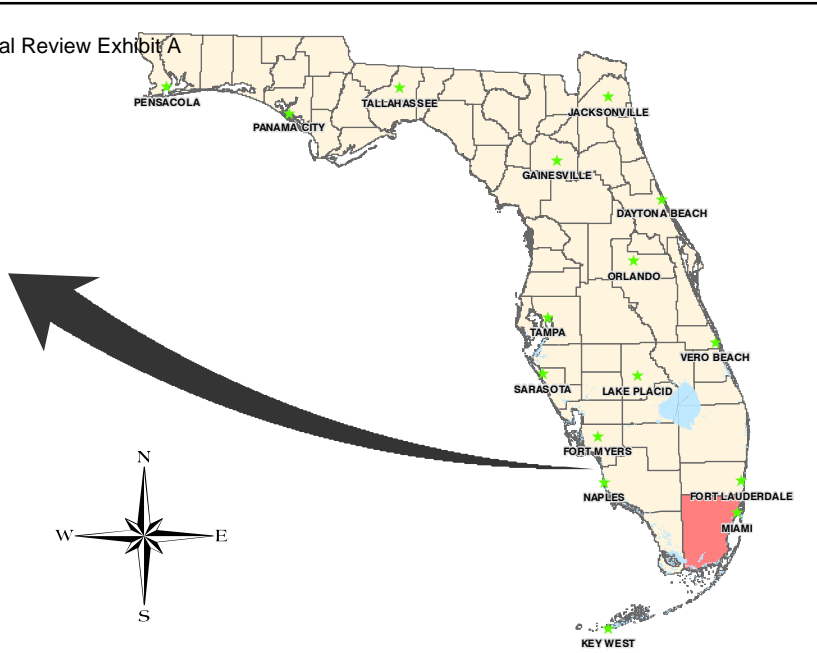 al Review Exhibit A
PENSACOLA
TALLAHASSEE
JACKSONVILLE
PANAMA CITY
GAINESVILLE
DAYTONA BEACH
ORLANDO
TAMPA
VERO BEACH
SARASOTA
LAKE PLACID
FORT MYERS
NAPLES
FORT LAUDERDALE
MIAMI
KEY WEST
N
W
E
S